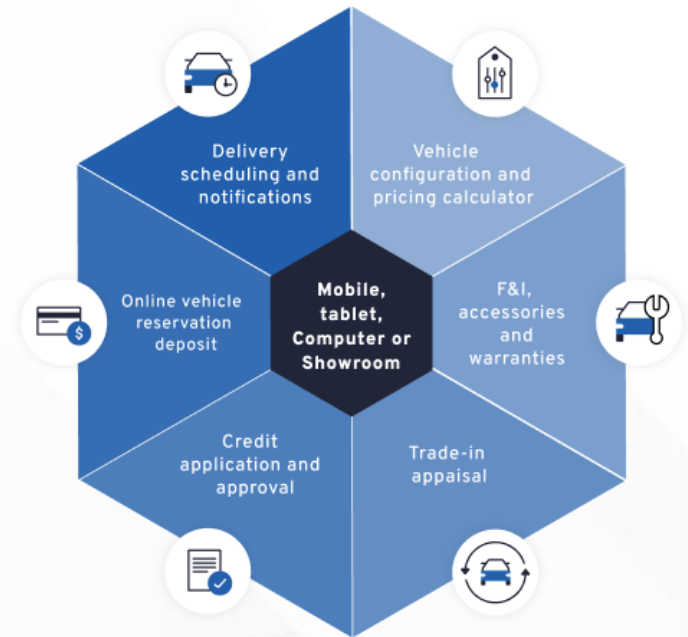 Delivery
scheduling and
notifications
Vehicle
configuration and
pricing calculator
Online vehicle
reservation
deposit
$
Mobile,
tablet,
Computer or
Showroom
F&I,
accessories
and
warranties
Credit
application and
approval
Trade-in
appaisal